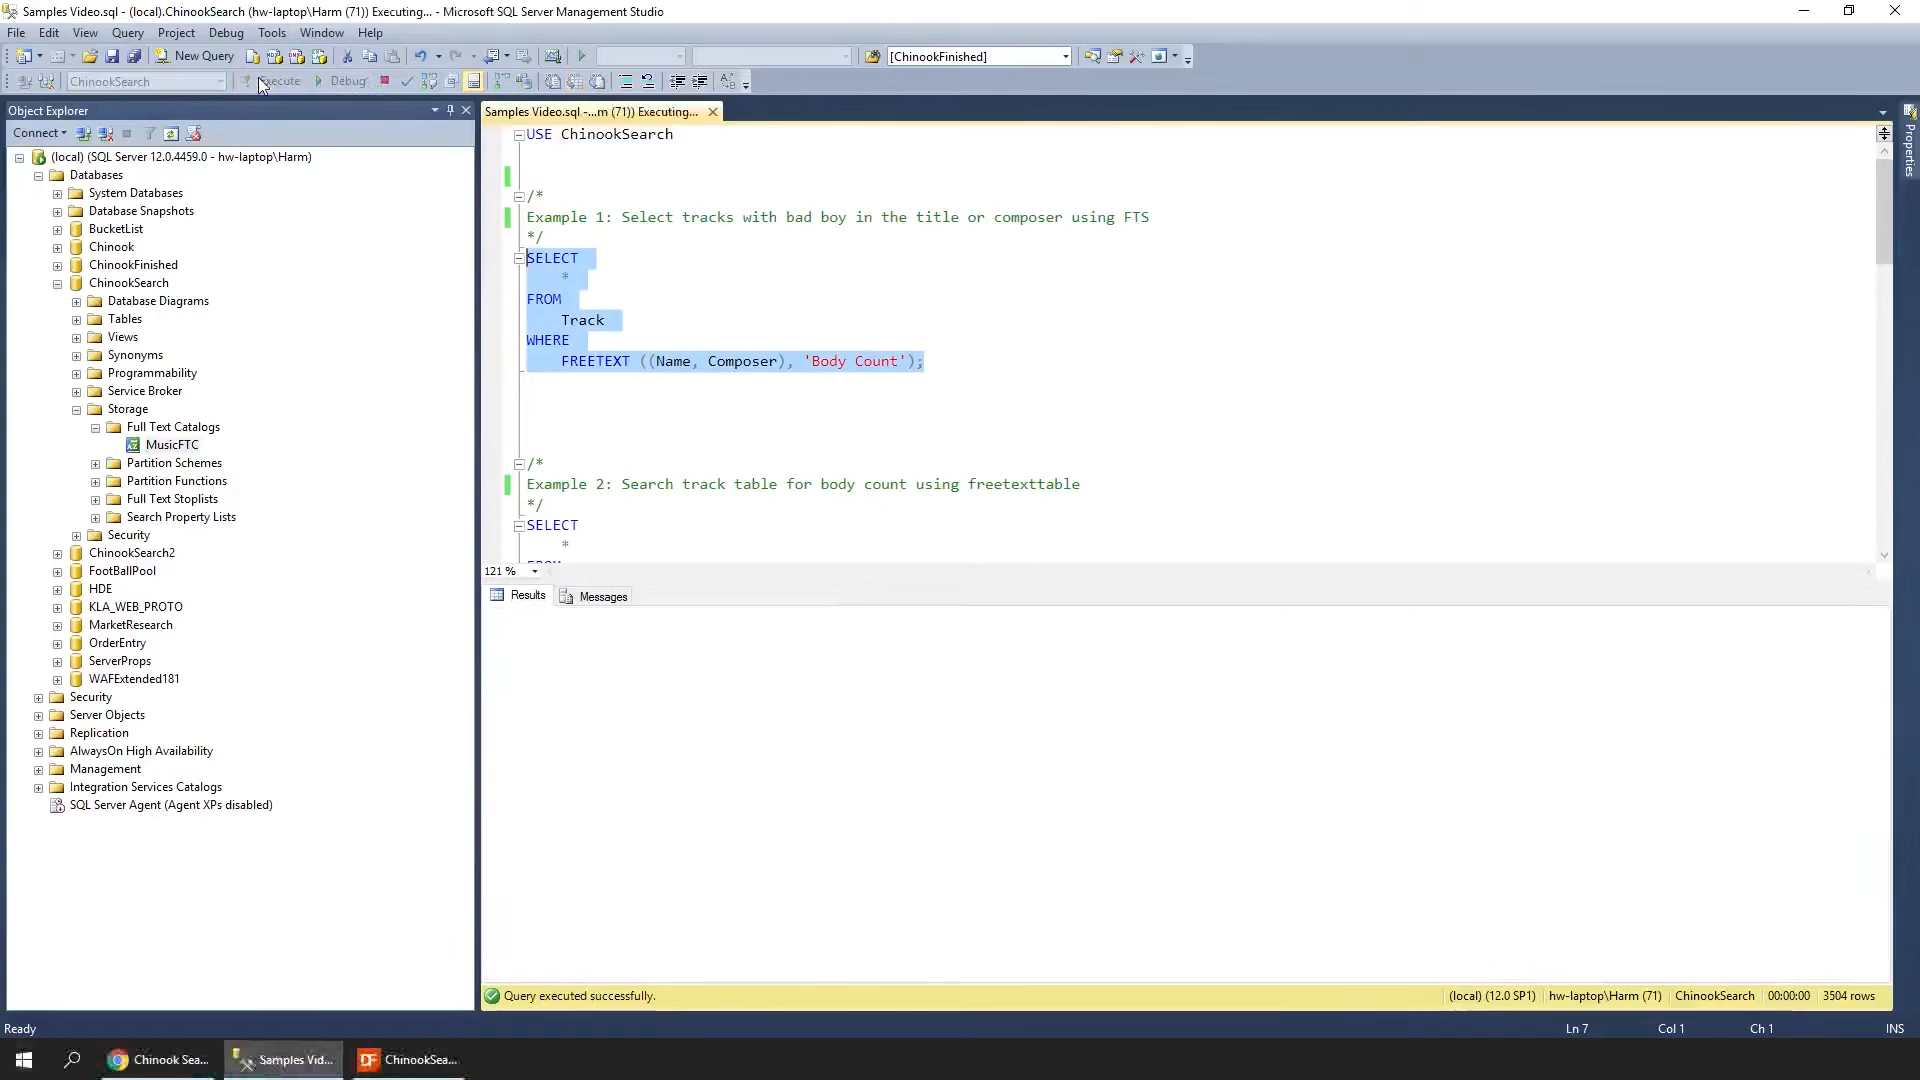 Samples Video.sql - (local).ChinookSearch (hw-laptop\Harm (71)) Executing... - Microsoft SQL Server Management Studio
File Edit View Query Project Debug Tools Window Help
New Query [ChinookFinished]
ChinookSearch Execute Debug
Object Explorer
Connect
(local) (SQL Server 12.0.4459.0 - hw-laptop\Harm)
Databases
System Databases
Database Snapshots
BucketList
Chinook
ChinookFinished
ChinookSearch
Database Diagrams
Tables
Views
Synonyms
Programmability
Service Broker
Storage
Full Text Catalogs
MusicFTC
Partition Schemes
Partition Functions
Full Text Stoplists
Search Property Lists
Security
ChinookSearch2
FootBallPool
HDE
KLA_WEB_PROTO
MarketResearch
OrderEntry
ServerProps
WAFExtended181
Security
Server Objects
Replication
AlwaysOn High Availability
Management
Integration Services Catalogs
SQL Server Agent (Agent XPs disabled)
Samples Video.sql -...m (71)) Executing...
USE ChinookSearch
/*
Example 1: Select tracks with bad boy in the title or composer using FTS
*/
SELECT
*
FROM
Track
WHERE
FREETEXT ((Name, Composer), 'Body Count');
/*
Example 2: Search track table for body count using freetexttable
*/
SELECT
*
FROM
121 %
Results Messages
Query executed successfully. (local) (12.0 SP1) hw-laptop\Harm (71) ChinookSearch 00:00:00 3504 rows
Properties
Ready Ln 7 Col 1 Ch 1 INS
Chinook Sea... Samples Vid... ChinookSea...